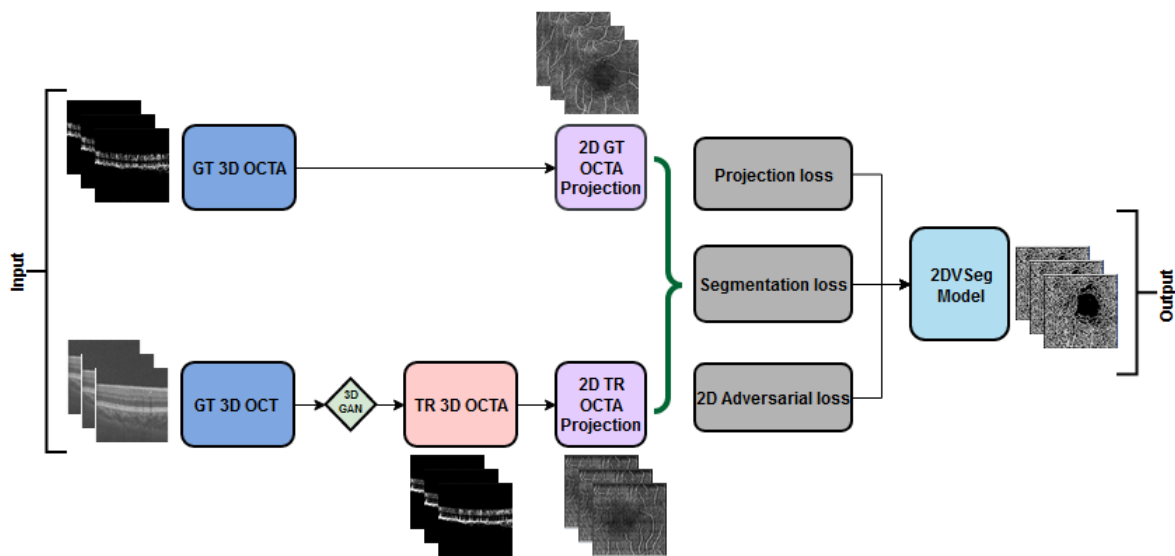 Input
GT 3D OCTA
2D GT
OCTA
Projection
Projection loss
Segmentation loss
2D Adversarial loss
GT 3D OCT
3D
GAN
TR 3D OCTA
2D TR
OCTA
Projection
2DVSeg
Model
Output